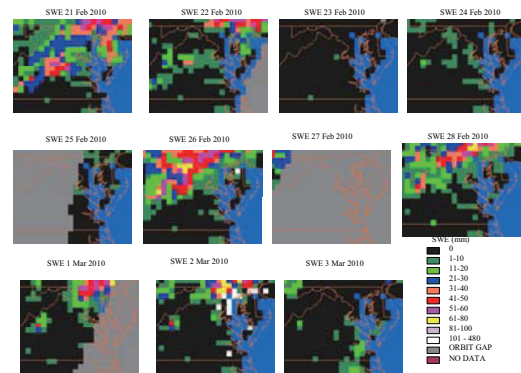 SWE 21 Feb 2010
SWE 22 Feb 2010
SWE 23 Feb 2010
SWE 24 Feb 2010
SWE 25 Feb 2010
SWE 26 Feb 2010
SWE 27 Feb 2010
SWE 28 Feb 2010
SWE 1 Mar 2010
SWE 2 Mar 2010
SWE 3 Mar 2010
SWE (mm)
0
1-10
11-20
21-30
31-40
41-50
51-60
61-80
81-100
101 - 480
ORBIT GAP
NO DATA